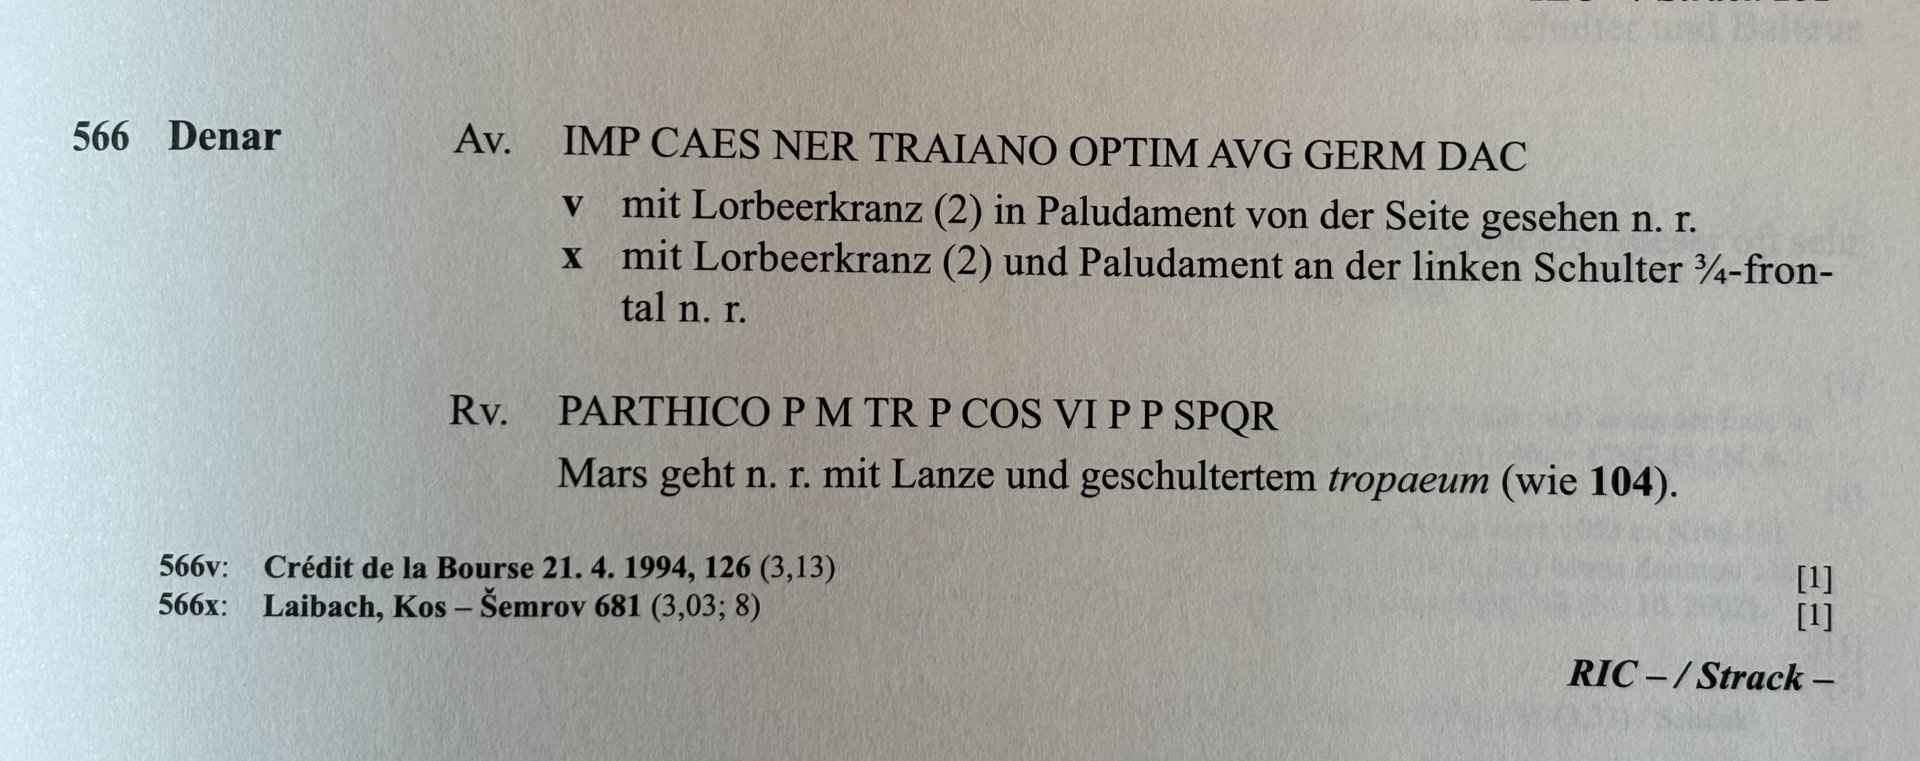 566 Denar Av. IMP CAES NER TRAIANO OPTIM AVG GERM DAC
v mit Lorbeerkranz (2) in Paludament von der Seite gesehen n. r.
x mit Lorbeerkranz (2) und Paludament an der linken Schulter ¾-fron-
tal n. r.
Rv. PARTHICO P M TR P COS VI P P SPQR
Mars geht n. r. mit Lanze und geschultertem tropaeum (wie 104).
566v: Crédit de la Bourse 21. 4. 1994, 126 (3,13) [1]
566x: Laibach, Kos – Šemrov 681 (3,03; 8) [1]
RIC – / Strack –